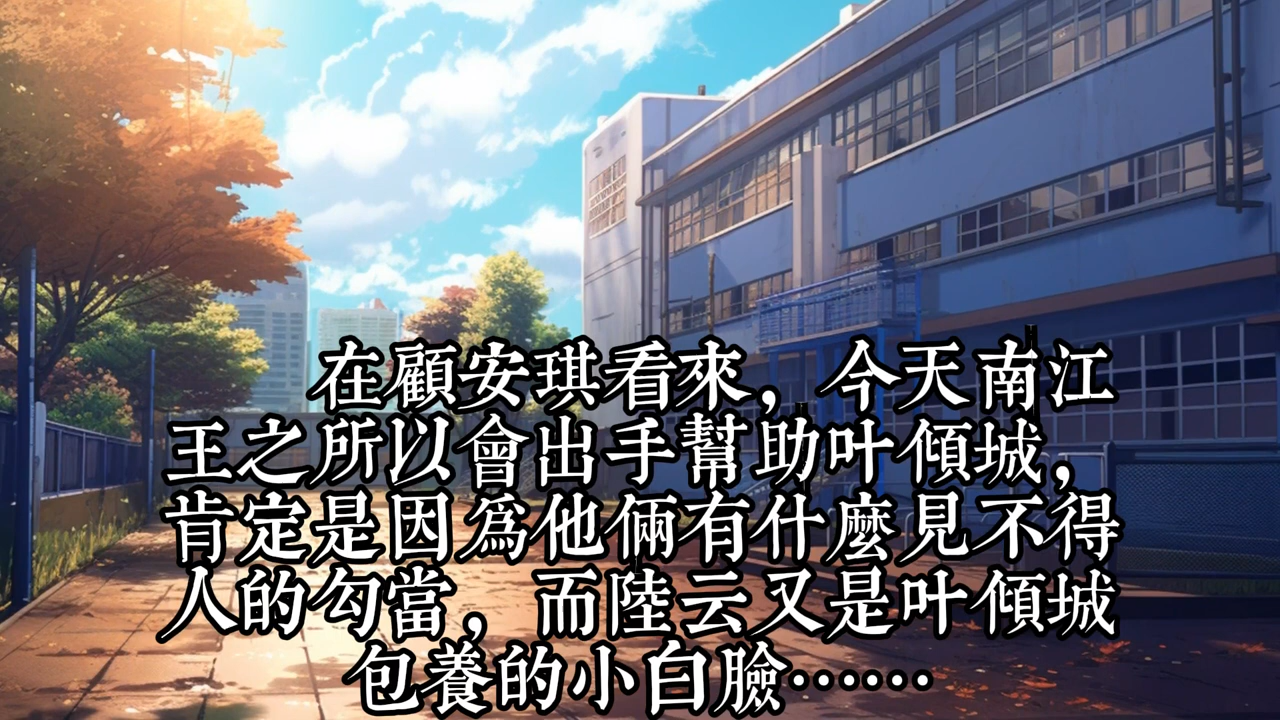 在顧安琪看來，今天南江
王之所以會出手幫助叶傾城，
肯定是因爲他倆有什麼見不得
人的勾當，而陸云又是叶傾城
包養的小白臉……